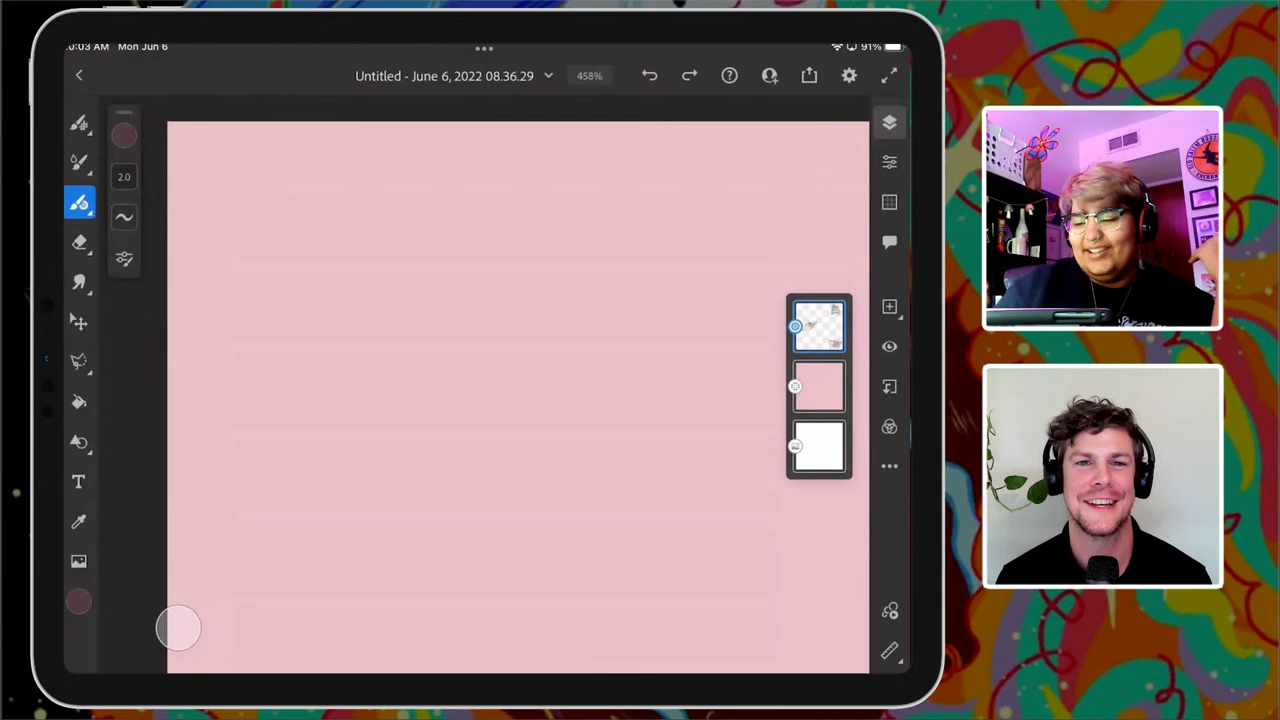 :03 AM Mon Jun 6
91%
Untitled - June 6, 2022 08.36.29
458%
2.0
T